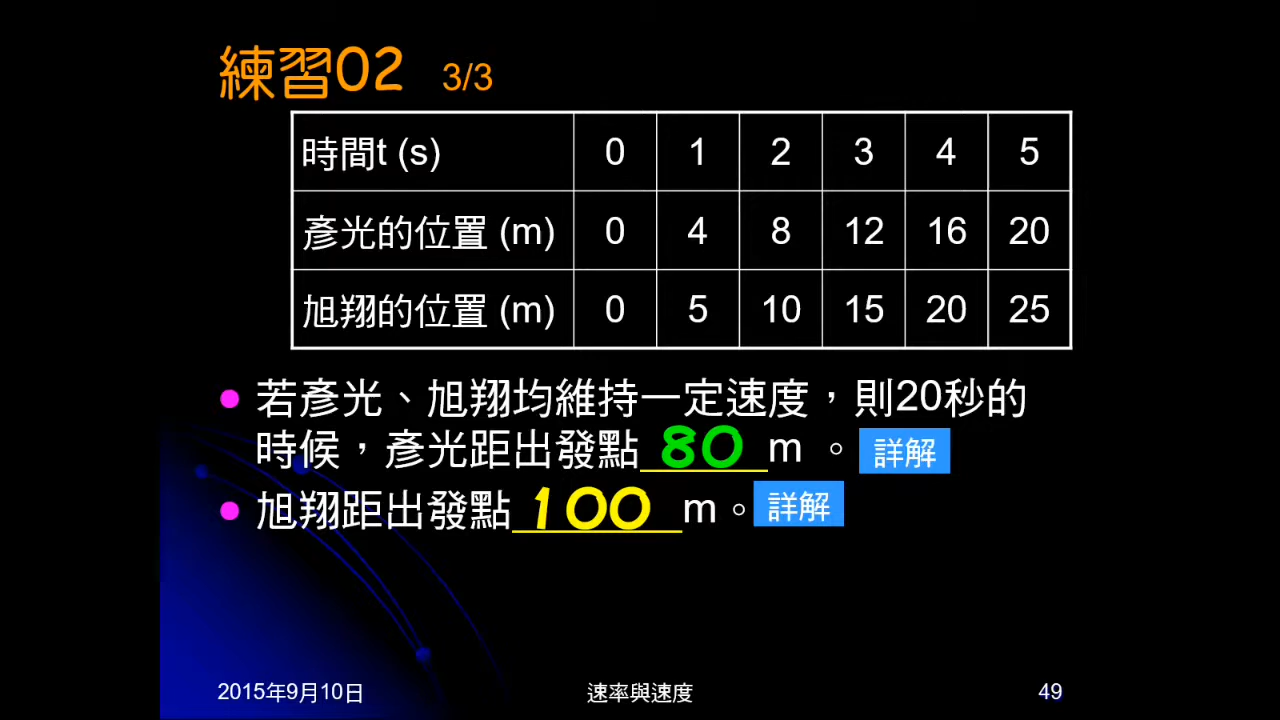 練習02 3/3
時間t (s) 0 1 2 3 4 5
彥光的位置 (m) 0 4 8 12 16 20
旭翔的位置 (m) 0 5 10 15 20 25
若彥光、旭翔均維持一定速度，則20秒的
時候，彥光距出發點 80 m 。 詳解
旭翔距出發點 100 m。 詳解
2015年9月10日 速率與速度 49